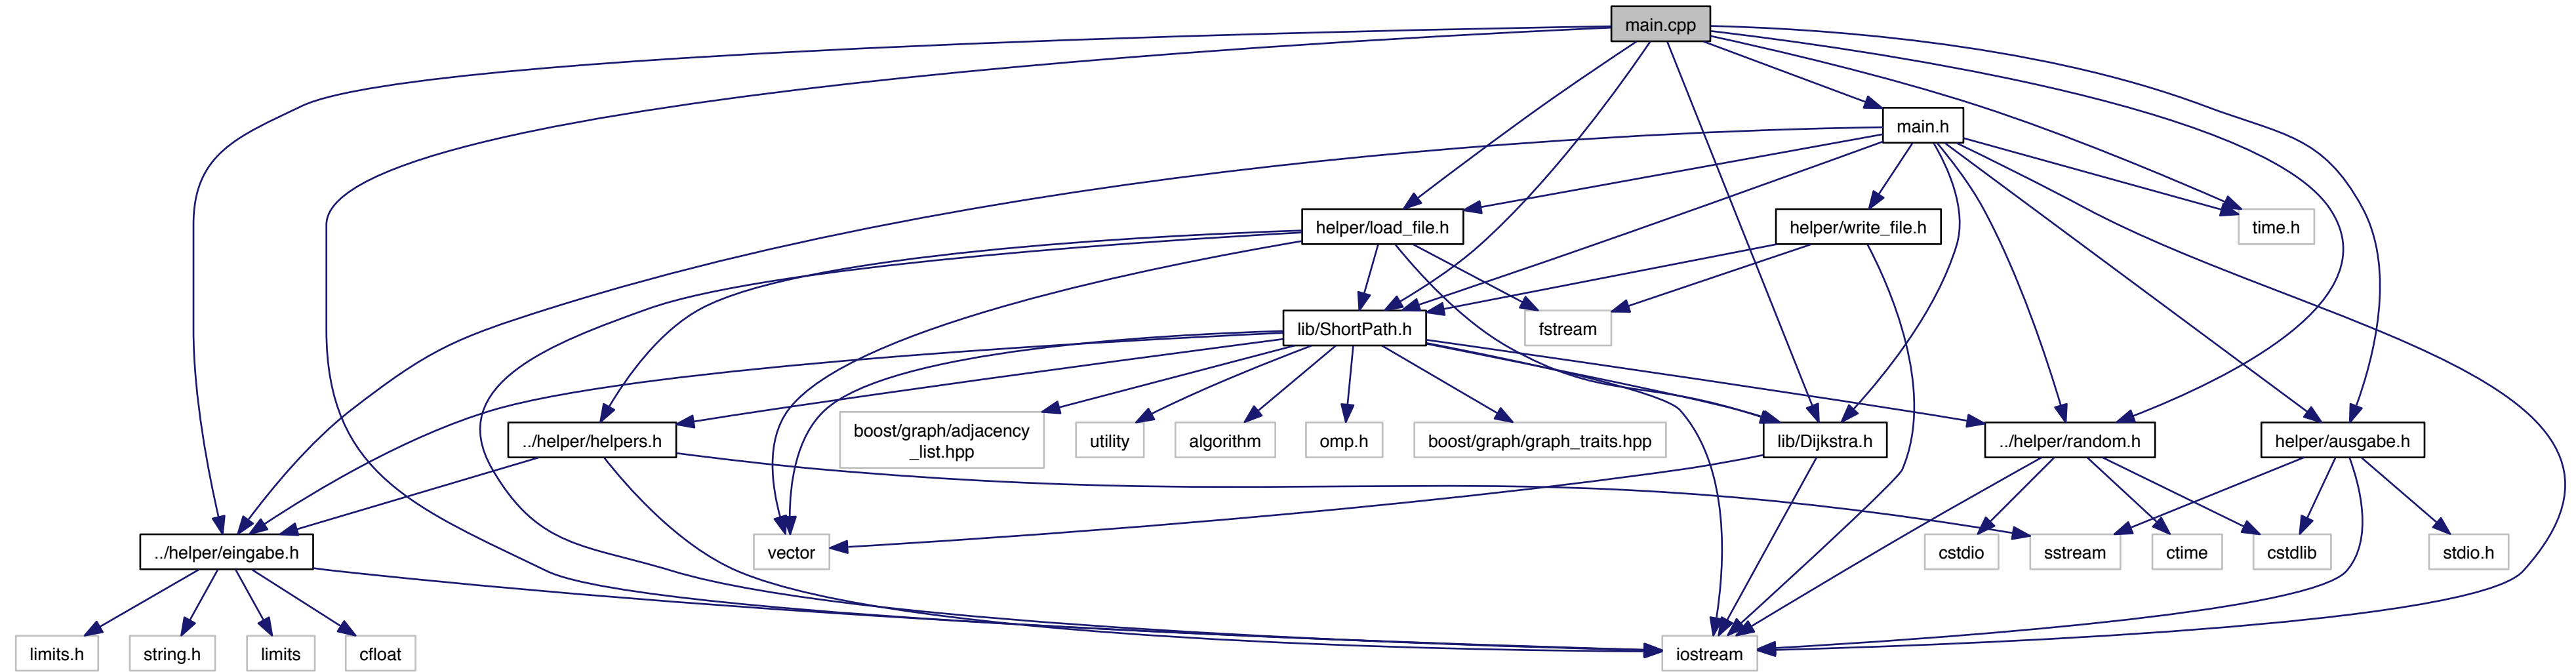 main.cpp
main.h
helper/load_file.h
helper/write_file.h
time.h
lib/ShortPath.h
fstream
../helper/helpers.h
boost/graph/adjacency
_list.hpp
utility
algorithm
omp.h
boost/graph/graph_traits.hpp
lib/Dijkstra.h
../helper/random.h
helper/ausgabe.h
../helper/eingabe.h
vector
cstdio
sstream
ctime
cstdlib
stdio.h
limits.h
string.h
limits
cfloat
iostream